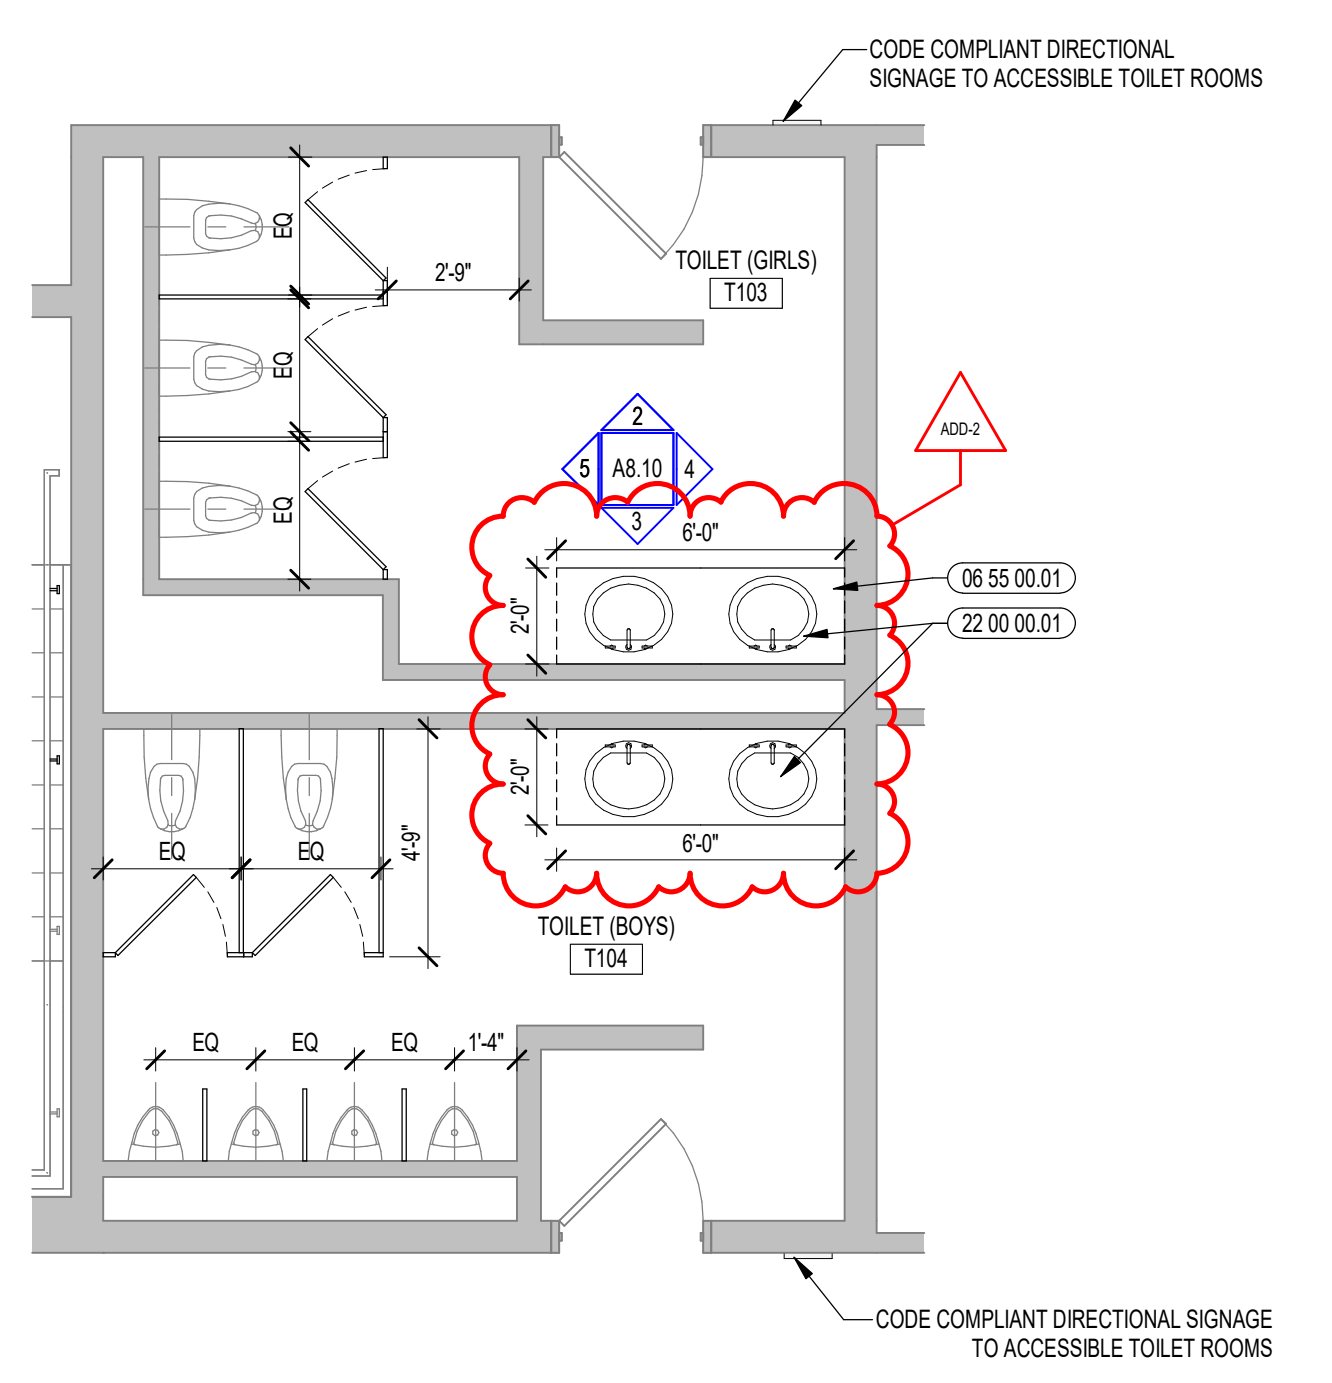 CODE COMPLIANT DIRECTIONAL
SIGNAGE TO ACCESSIBLE TOILET ROOMS
EQ
2'-9"
TOILET (GIRLS)
T103
EQ
ADD-2
2
5
A8.10
4
3
EQ
6'-0"
06 55 00.01
2'-0"
22 00 00.01
2'-0"
EQ
EQ
4'-9"
6'-0"
TOILET (BOYS)
T104
EQ
EQ
EQ
1'-4"
CODE COMPLIANT DIRECTIONAL SIGNAGE
TO ACCESSIBLE TOILET ROOMS